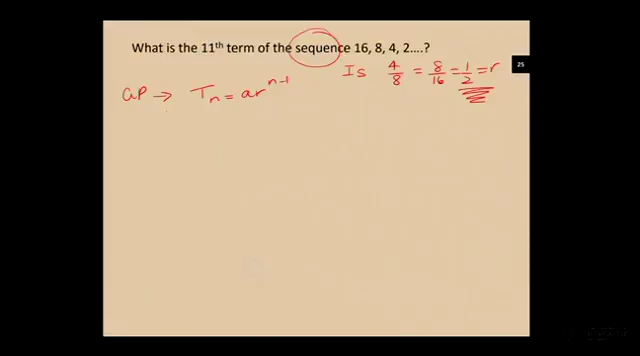 What is the 11th term of the sequence 16, 8, 4, 2....?
Is 4/8 = 8/16 = 1/2 = r
25
GP → Tn = ar^n-1